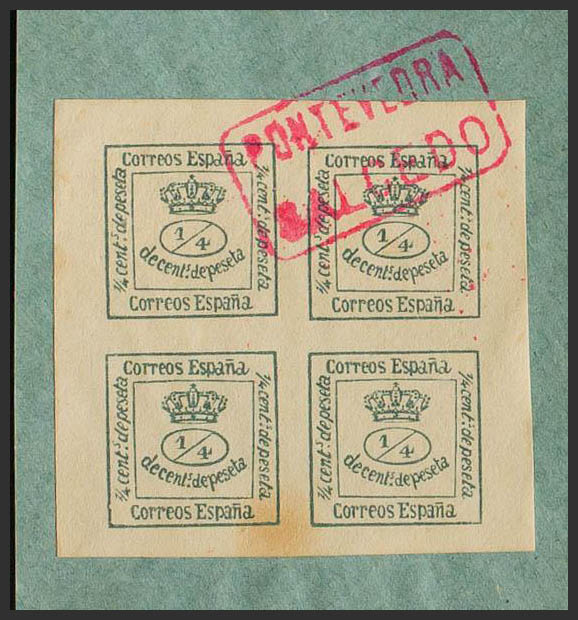 PONTEVEDRA
SALCEDO
Correos España
¼ cent.s de peseta
¼ cent.s de peseta
1/4
de cent.s de peseta
Correos España
Correos España
¼ cent.s de peseta
¼ cent.s de peseta
1/4
de cent.s de peseta
Correos España
Correos España
¼ cent.s de peseta
¼ cent.s de peseta
1/4
de cent.s de peseta
Correos España
Correos España
¼ cent.s de peseta
¼ cent.s de peseta
1/4
de cent.s de peseta
Correos España